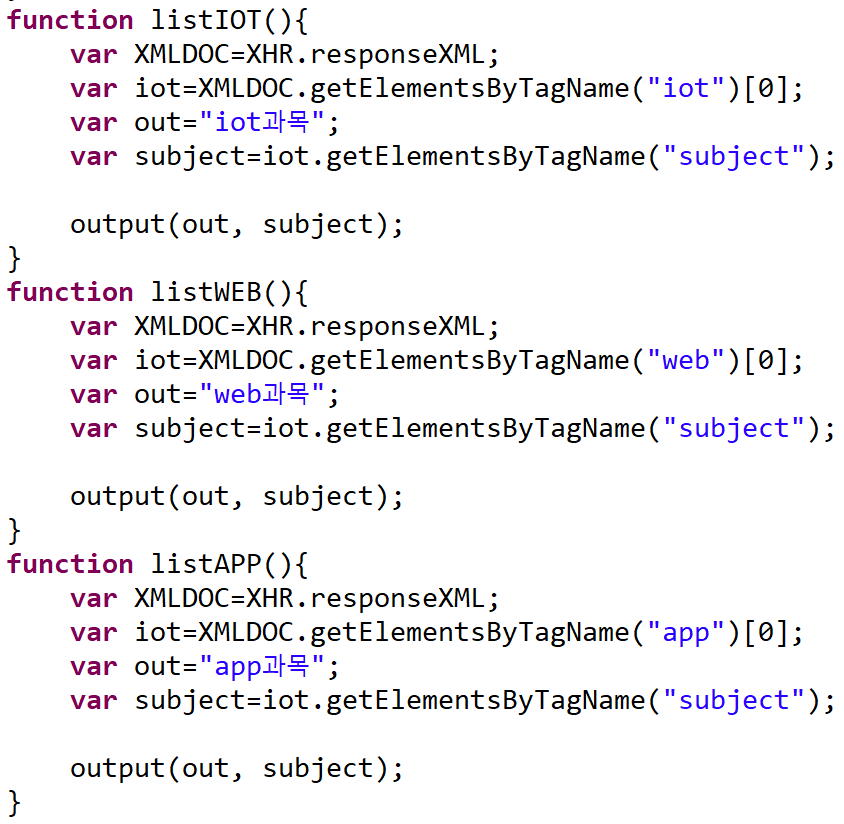 function listIOT(){
    var XMLDOC=XHR.responseXML;
    var iot=XMLDOC.getElementsByTagName("iot")[0];
    var out="iot과목";
    var subject=iot.getElementsByTagName("subject");

    output(out, subject);
}
function listWEB(){
    var XMLDOC=XHR.responseXML;
    var iot=XMLDOC.getElementsByTagName("web")[0];
    var out="web과목";
    var subject=iot.getElementsByTagName("subject");

    output(out, subject);
}
function listAPP(){
    var XMLDOC=XHR.responseXML;
    var iot=XMLDOC.getElementsByTagName("app")[0];
    var out="app과목";
    var subject=iot.getElementsByTagName("subject");

    output(out, subject);
}